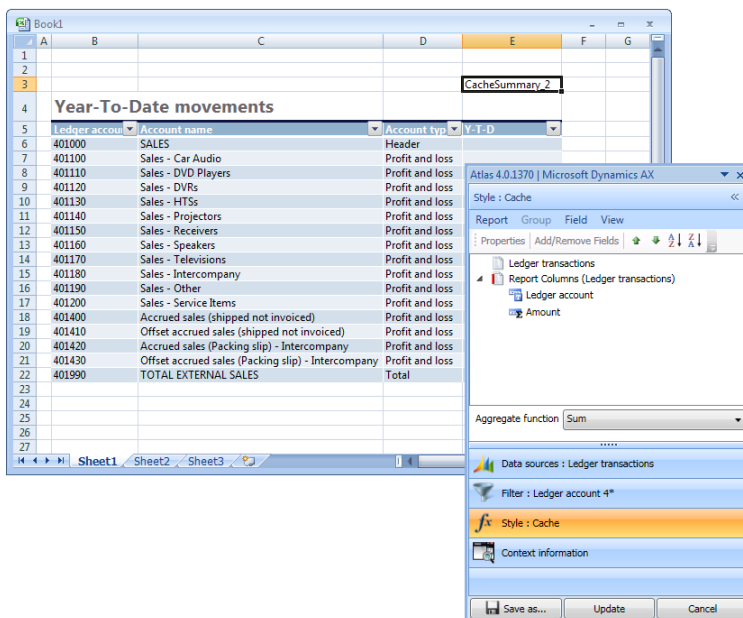 Book1
A B C D E F G
1
2
3 CacheSummary_2
4 Year-To-Date movements
5 Ledger accou Account name Account typ Y-T-D
6 401000 SALES Header
7 401100 Sales - Car Audio Profit and loss
8 401110 Sales - DVD Players Profit and loss
9 401120 Sales - DVRs Profit and loss
10 401130 Sales - HTSs Profit and loss
11 401140 Sales - Projectors Profit and loss
12 401150 Sales - Receivers Profit and loss
13 401160 Sales - Speakers Profit and loss
14 401170 Sales - Televisions Profit and loss
15 401180 Sales - Intercompany Profit and loss
16 401190 Sales - Other Profit and loss
17 401200 Sales - Service Items Profit and loss
18 401400 Accrued sales (shipped not invoiced) Profit and loss
19 401410 Offset accrued sales (shipped not invoiced) Profit and loss
20 401420 Accrued sales (Packing slip) - Intercompany Profit and loss
21 401430 Offset accrued sales (Packing slip) - Intercompany Profit and loss
22 401990 TOTAL EXTERNAL SALES Total
23
24
25
26
27
Sheet1 Sheet2 Sheet3
Atlas 4.0.1370 | Microsoft Dynamics AX
Style : Cache
Report Group Field View
Properties Add/Remove Fields
Ledger transactions
Report Columns (Ledger transactions)
Ledger account
Amount
Aggregate function Sum
Data sources : Ledger transactions
Filter : Ledger account 4*
fx Style : Cache
Context information
Save as... Update Cancel